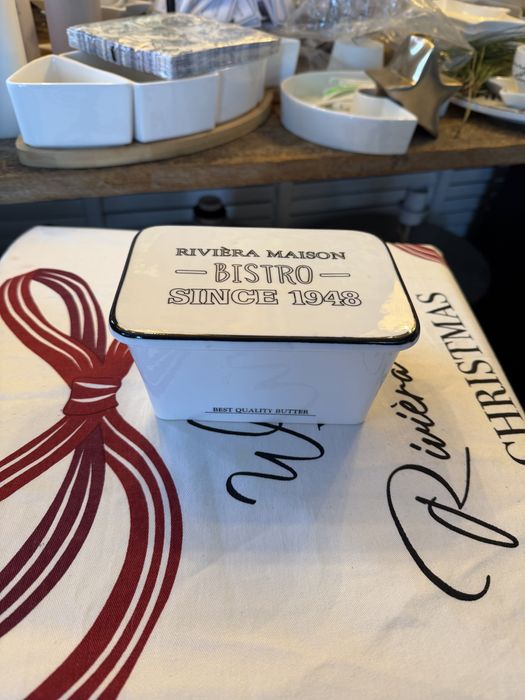 RIVIÈRA MAISON
BISTRO
SINCE 1948
BEST QUALITY BUTTER
Rivièra
CHRISTMAS